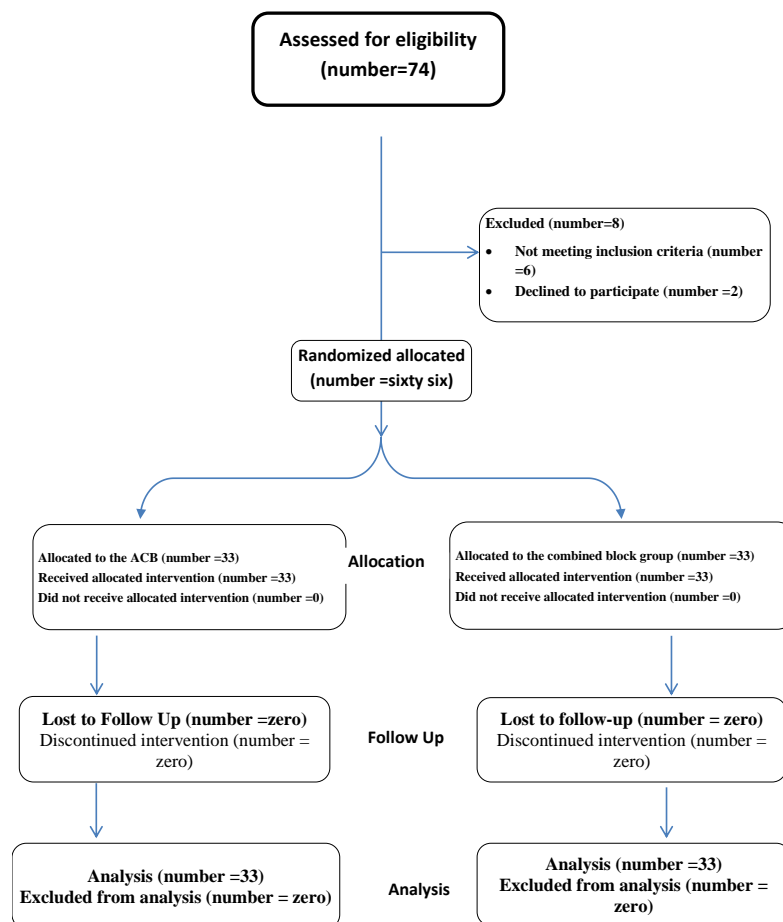 Assessed for eligibility
(number=74)
Excluded (number=8)
• Not meeting inclusion criteria (number
=6)
• Declined to participate (number =2)
Randomized allocated
(number =sixty six)
Allocated to the ACB (number =33)
Received allocated intervention (number =33)
Did not receive allocated intervention (number =0)
Allocation
Allocated to the combined block group (number =33)
Received allocated intervention (number =33)
Did not receive allocated intervention (number =0)
Lost to Follow Up (number =zero)
Discontinued intervention (number =
zero)
Follow Up
Lost to follow-up (number = zero)
Discontinued intervention (number =
zero)
Analysis (number =33)
Excluded from analysis (number = zero)
Analysis
Analysis (number =33)
Excluded from analysis (number =
zero)